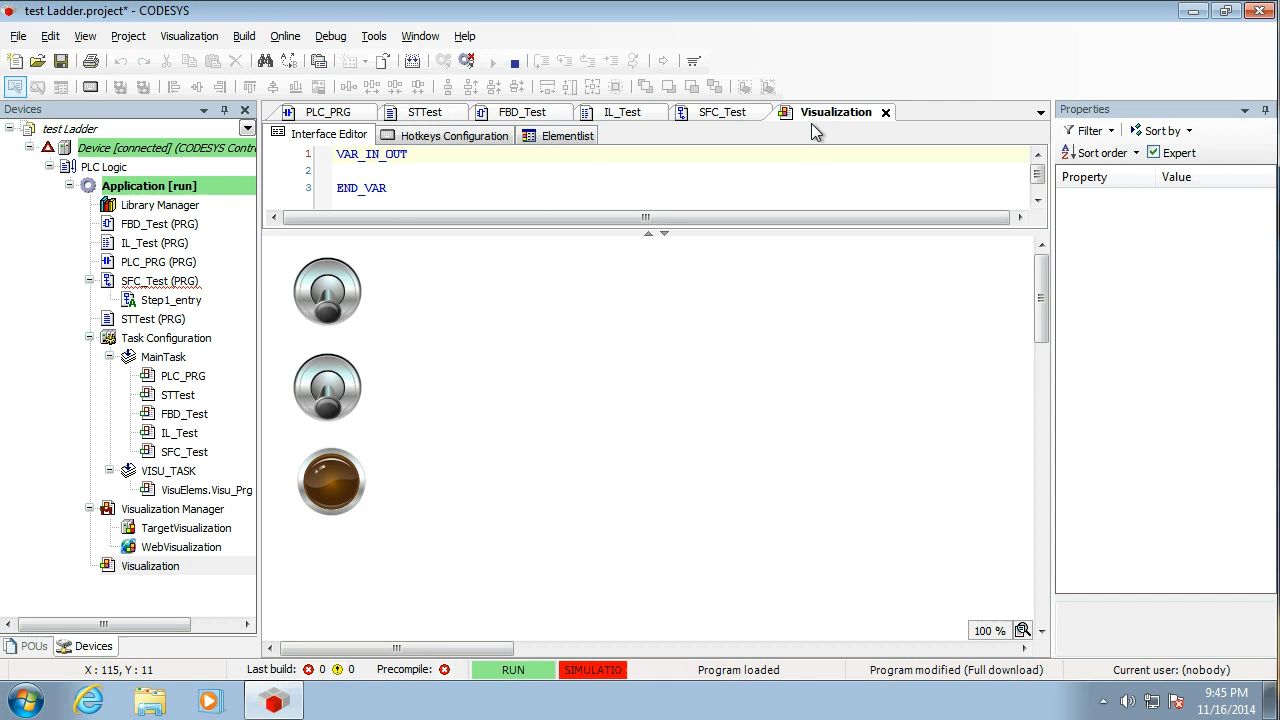 test Ladder.project* - CODESYS
File Edit View Project Visualization Build Online Debug Tools Window Help
Devices
test Ladder
Device [connected] (CODESYS Contr
PLC Logic
Application [run]
Library Manager
FBD_Test (PRG)
IL_Test (PRG)
PLC_PRG (PRG)
SFC_Test (PRG)
Step1_entry
STTest (PRG)
Task Configuration
MainTask
PLC_PRG
STTest
FBD_Test
IL_Test
SFC_Test
VISU_TASK
VisuElems.Visu_Prg
Visualization Manager
TargetVisualization
WebVisualization
Visualization
POUs Devices
PLC_PRG STTest FBD_Test IL_Test SFC_Test Visualization
Interface Editor Hotkeys Configuration Elementlist
1 VAR_IN_OUT
2
3 END_VAR
100 %
Properties
Filter Sort by
Sort order Expert
Property Value
X : 115, Y : 11 Last build: 0 0 Precompile: RUN SIMULATIO Program loaded Program modified (Full download) Current user: (nobody)
9:45 PM
11/16/2014